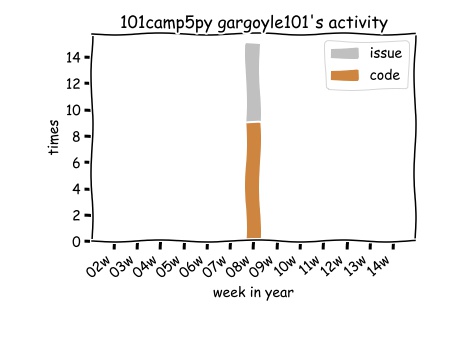 101camp5py gargoyle101's activity
issue
code
times
14
12
10
8
6
4
2
0
02w 03w 04w 05w 06w 07w 08w 09w 10w 11w 12w 13w 14w
week in year